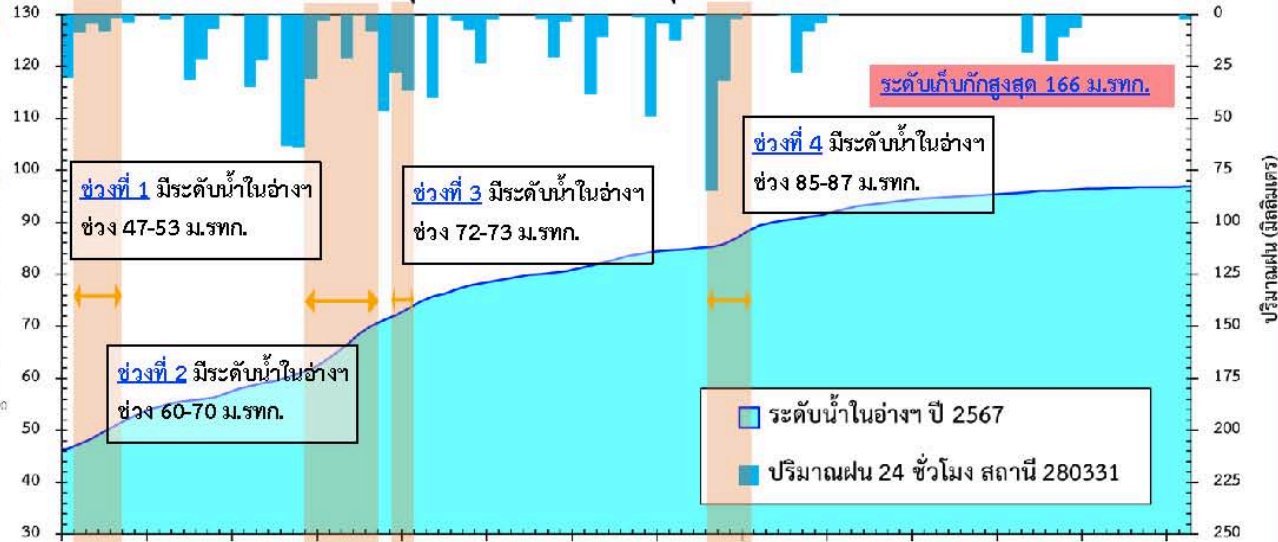 130
120
110
100
90
80
70
60
50
40
30
0
25
50
75
100
125
150
175
200
225
250
ปริมาณฝน (มิลลิเมตร)
ระดับเก็บกักสูงสุด 166 ม.รทก.
ช่วงที่ 1 มีระดับน้ำในอ่างฯ
ช่วง 47-53 ม.รทก.
ช่วงที่ 2 มีระดับน้ำในอ่างฯ
ช่วง 60-70 ม.รทก.
ช่วงที่ 3 มีระดับน้ำในอ่างฯ
ช่วง 72-73 ม.รทก.
ช่วงที่ 4 มีระดับน้ำในอ่างฯ
ช่วง 85-87 ม.รทก.
ระดับน้ำในอ่างฯ ปี 2567
ปริมาณฝน 24 ชั่วโมง สถานี 280331